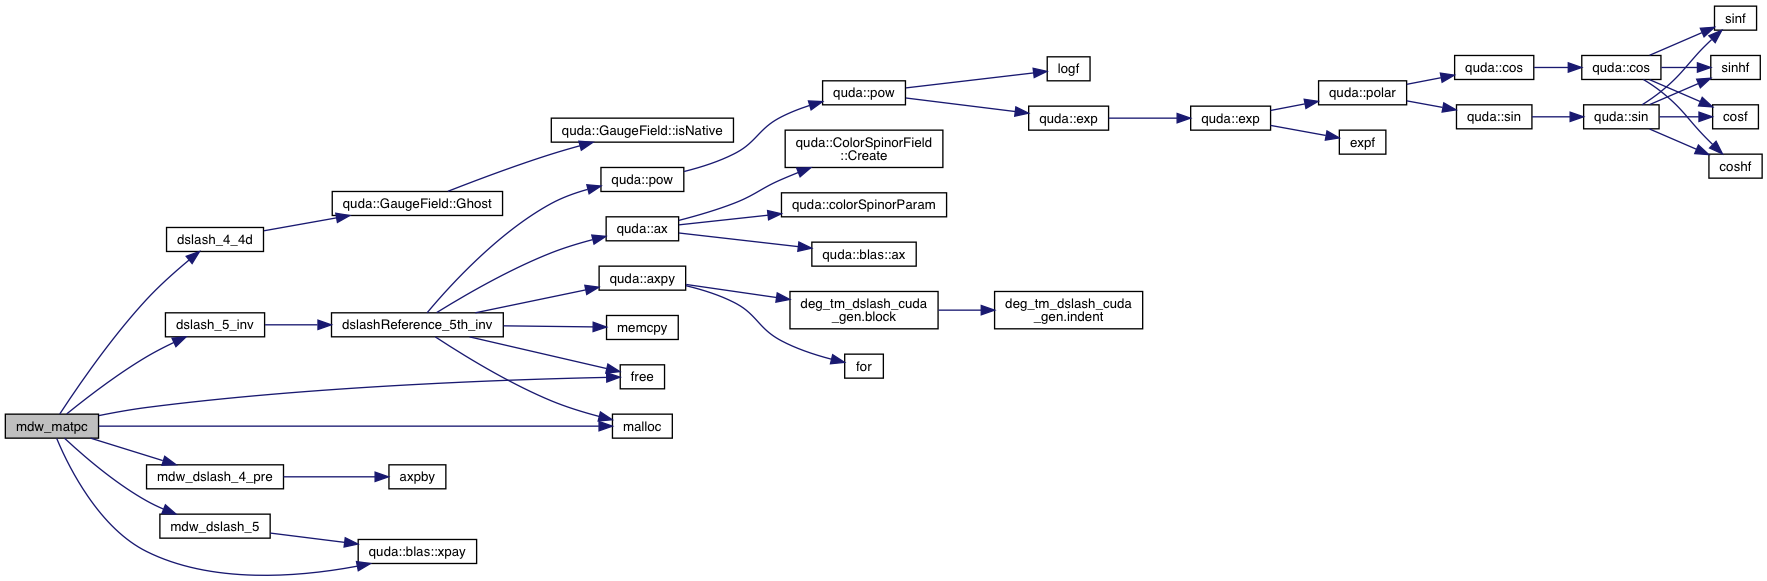 mdw_matpc
dslash_4_4d
dslash_5_inv
mdw_dslash_4_pre
mdw_dslash_5
quda::GaugeField::Ghost
dslashReference_5th_inv
axpby
quda::blas::xpay
quda::GaugeField::isNative
quda::pow
quda::ax
quda::axpy
memcpy
free
malloc
quda::pow
quda::ColorSpinorField
::Create
quda::colorSpinorParam
quda::blas::ax
deg_tm_dslash_cuda
_gen.block
for
logf
quda::exp
deg_tm_dslash_cuda
_gen.indent
quda::exp
quda::polar
expf
quda::cos
quda::sin
quda::cos
quda::sin
sinf
sinhf
cosf
coshf